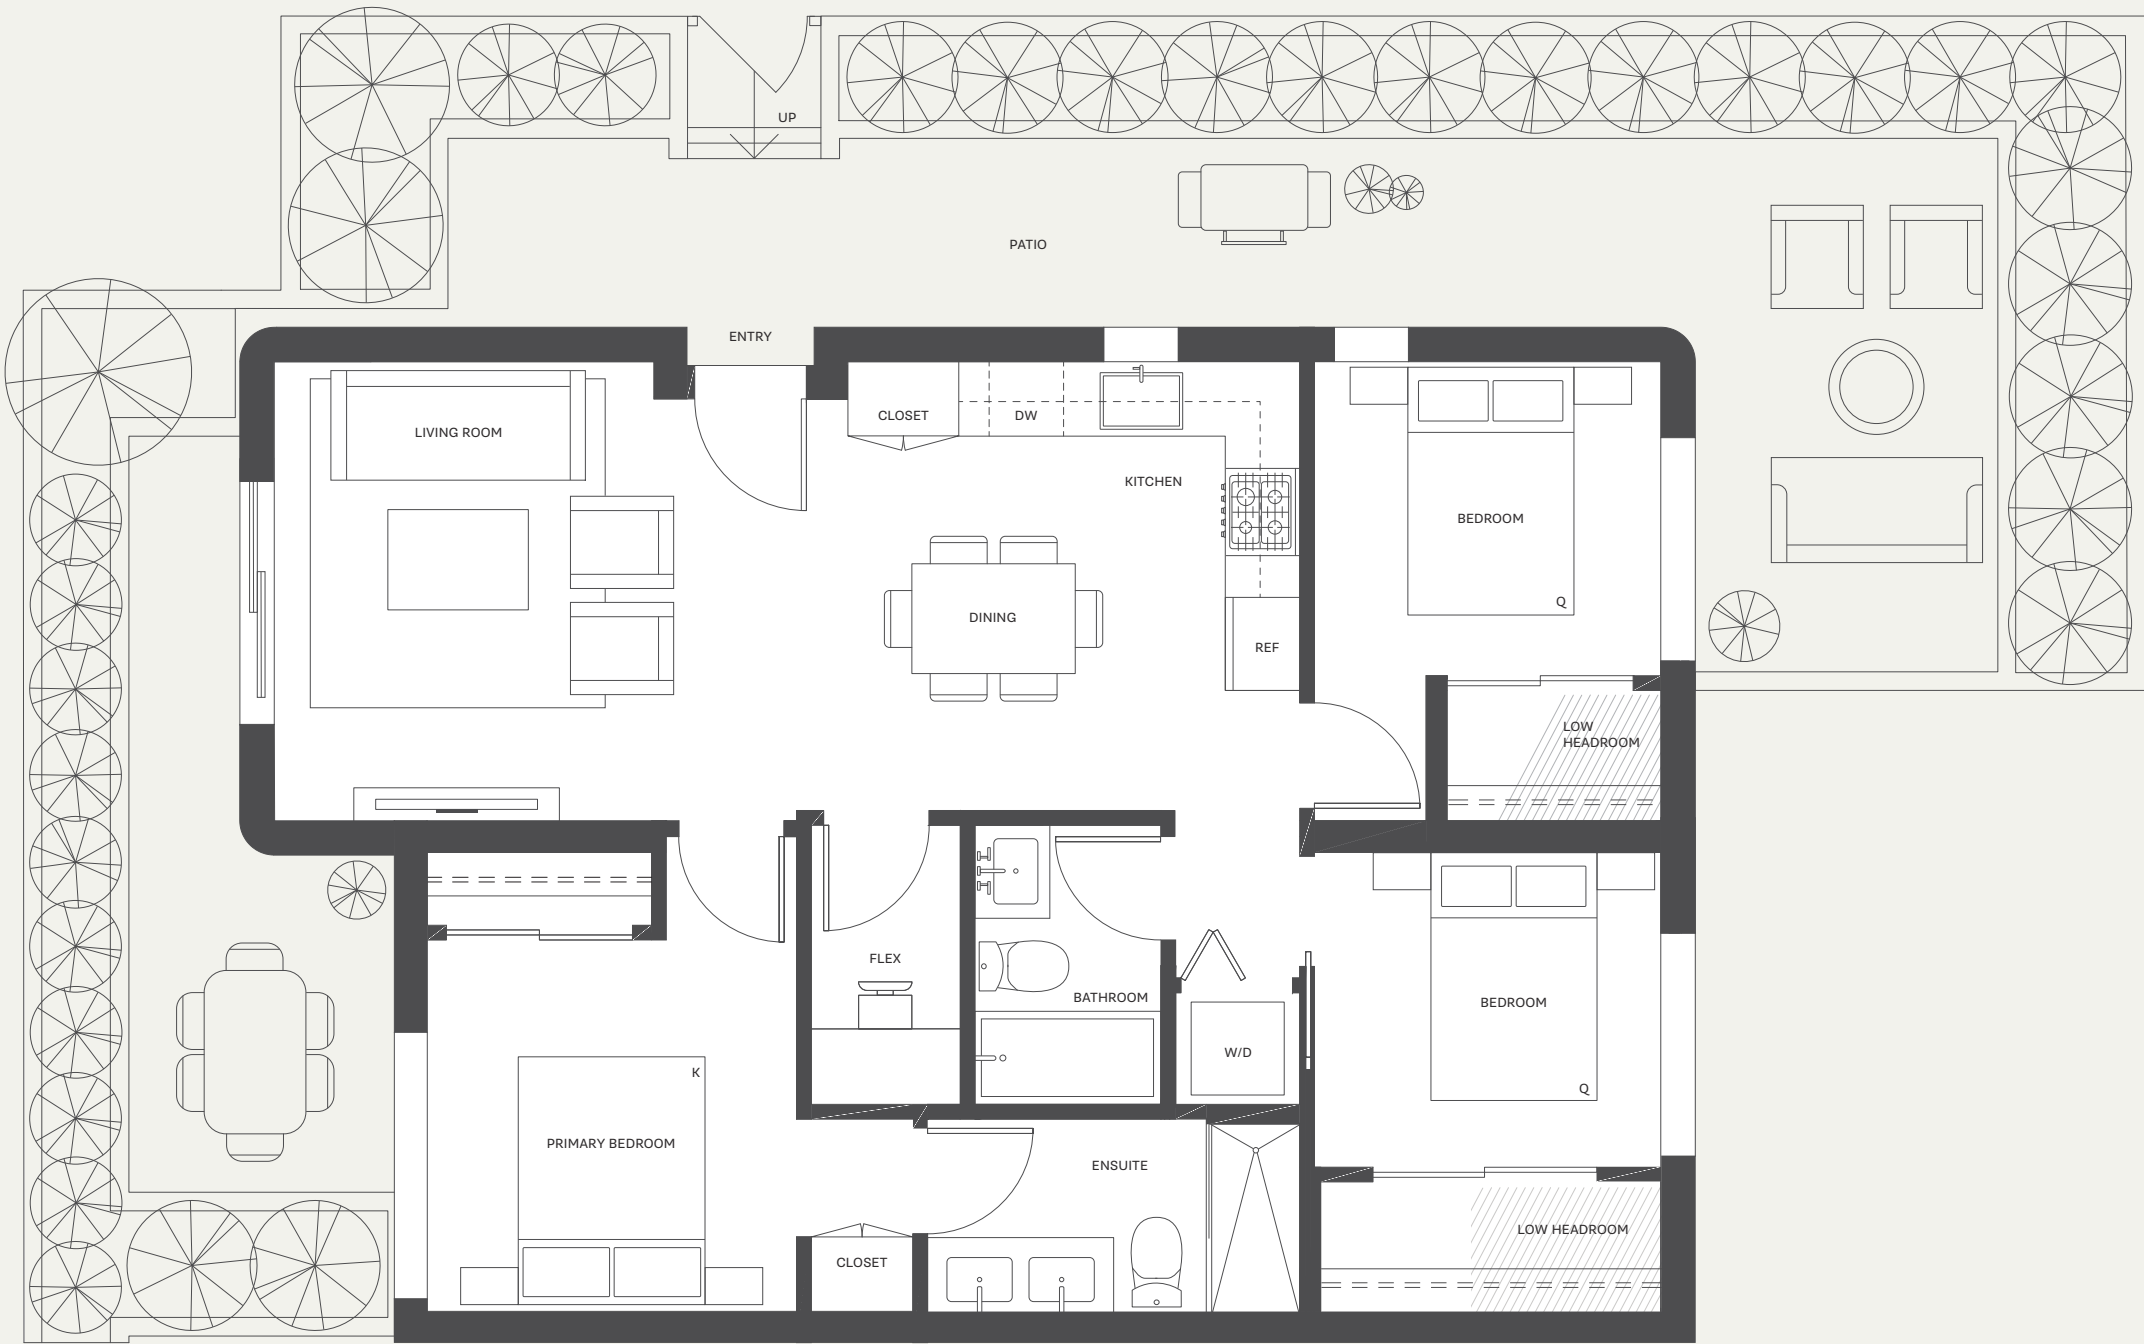 UP
PATIO
ENTRY
CLOSET
DW
LIVING ROOM
KITCHEN
BEDROOM
Q
DINING
REF
LOW
HEADROOM
FLEX
BATHROOM
BEDROOM
W/D
K
Q
PRIMARY BEDROOM
ENSUITE
LOW HEADROOM
CLOSET